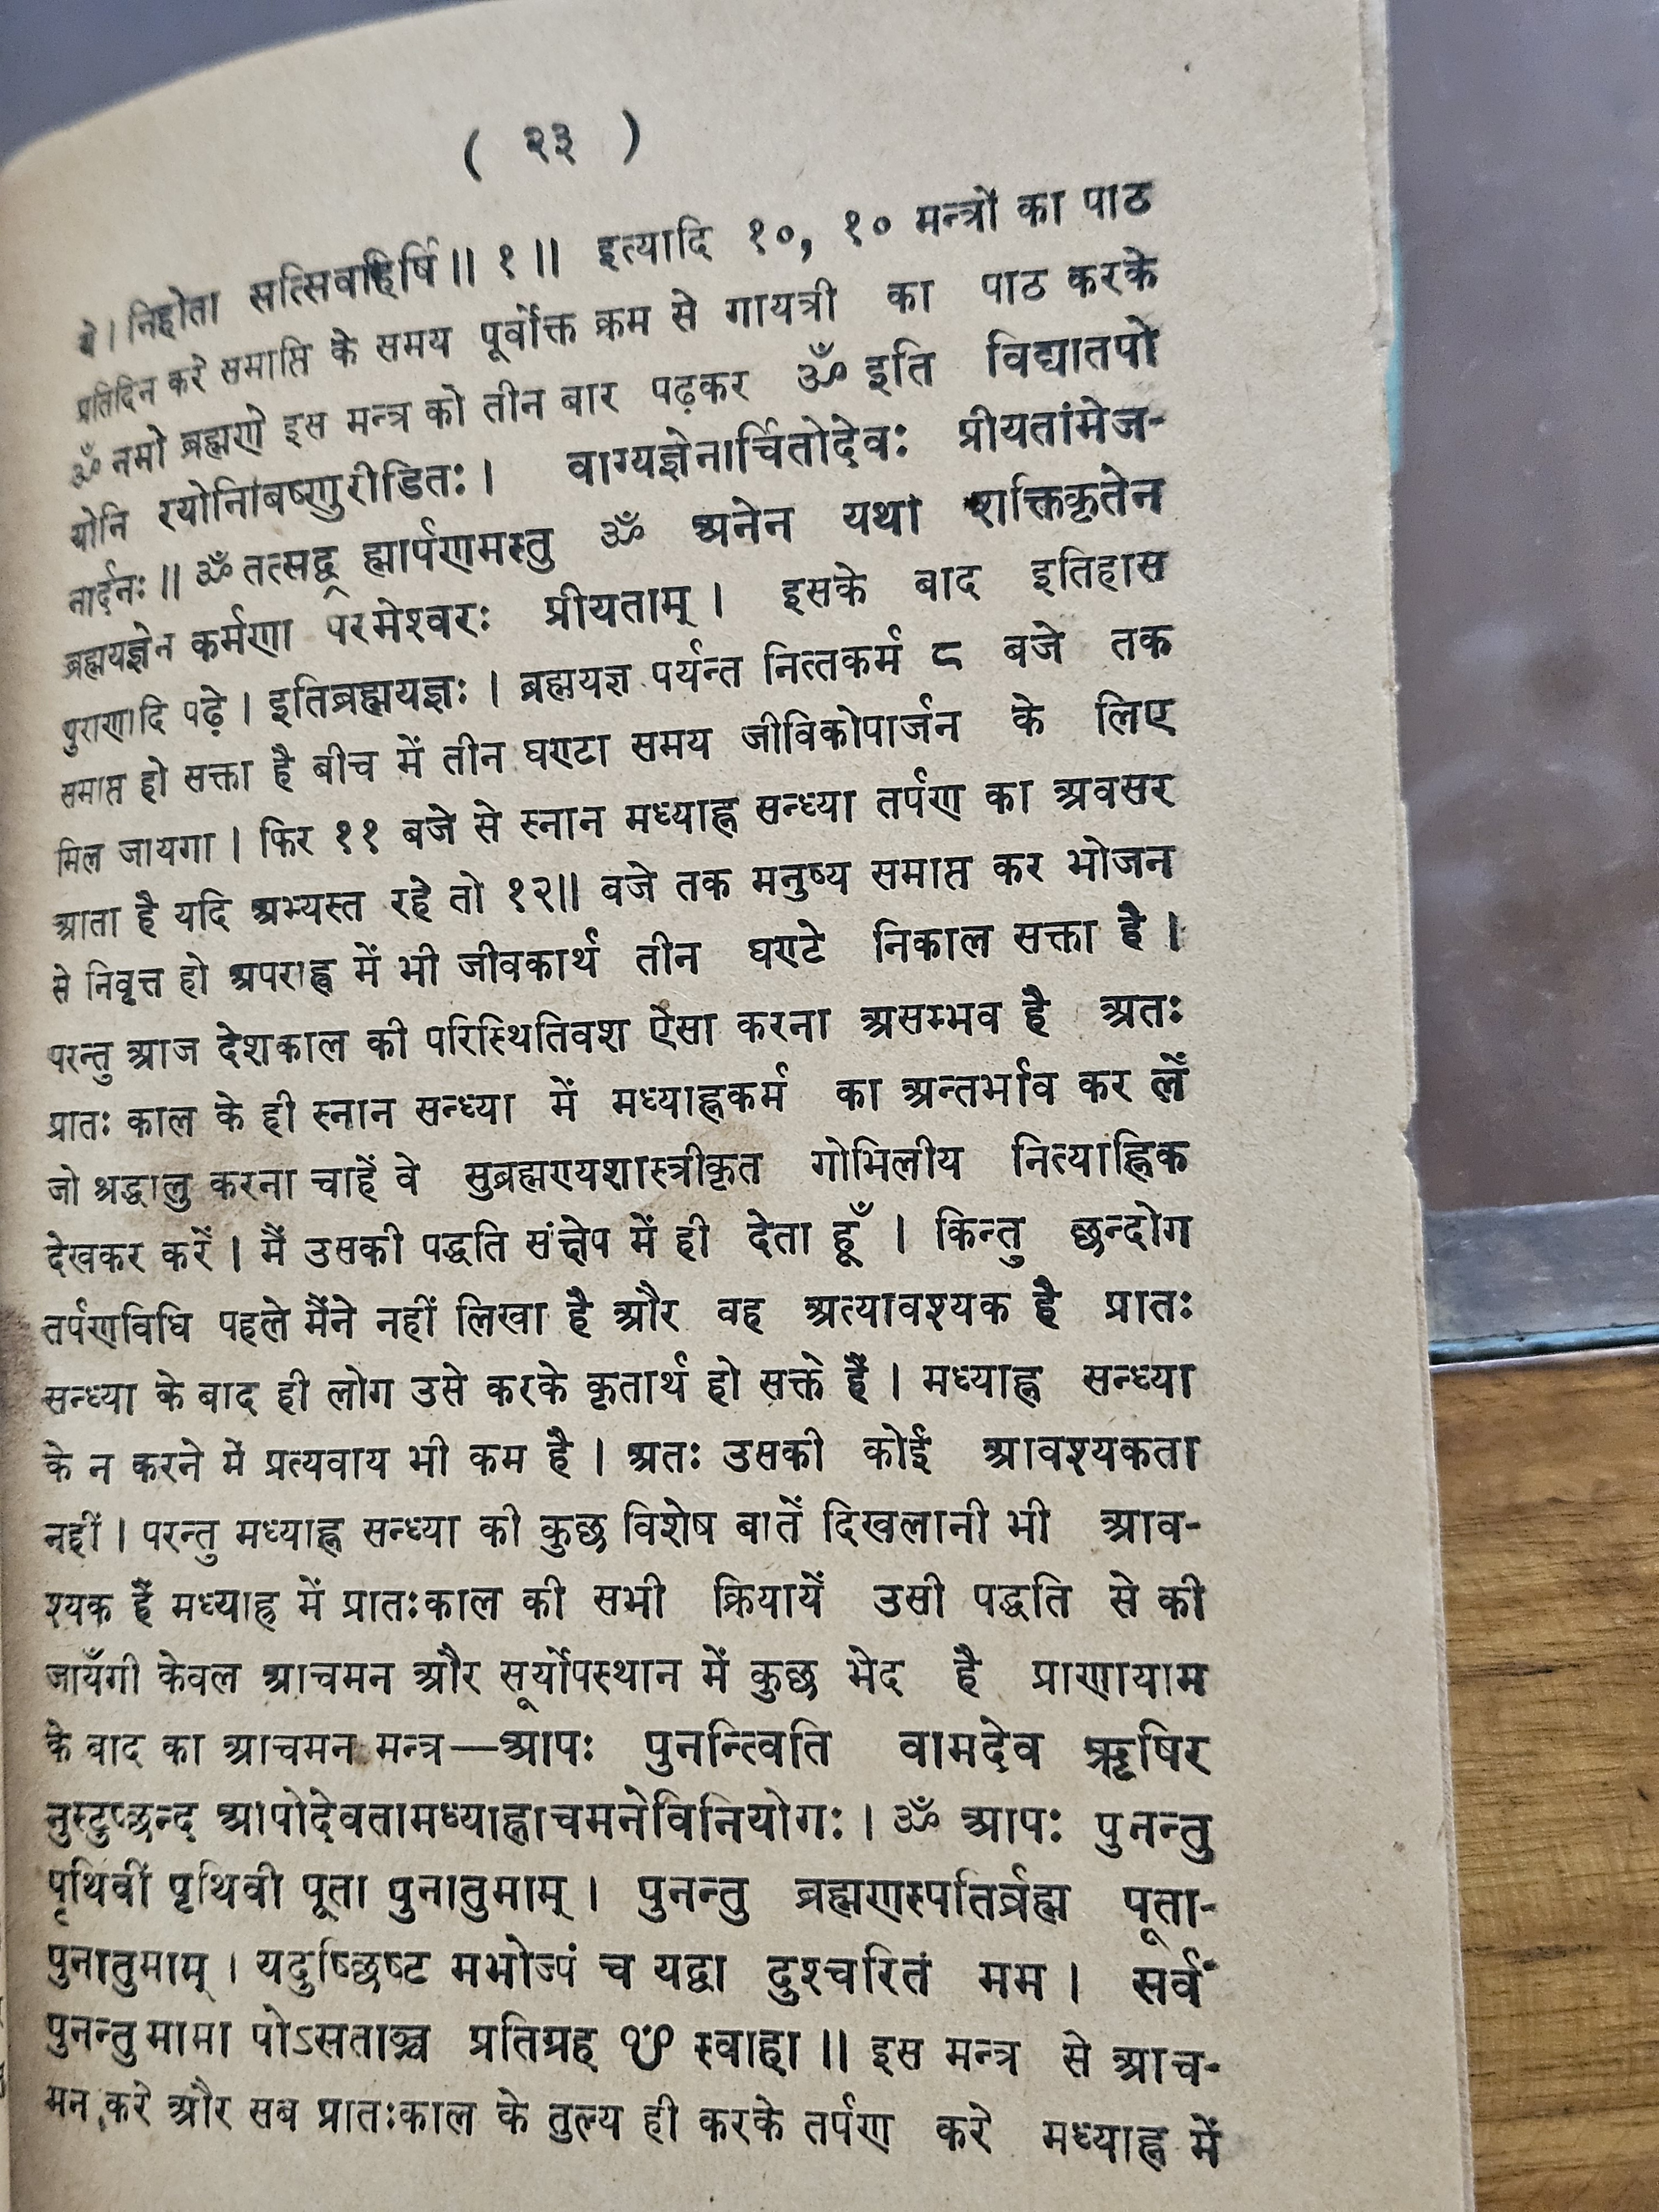 ( २३ )
ये । निहोता सत्सिवर्हिषि ॥ १ ॥ इत्यादि १०, १० मन्त्रों का पाठ
प्रतिदिन करे समाप्ति के समय पूर्वोक्त क्रम से गायत्री का पाठ करके
ॐ नमो ब्रह्मणे इस मन्त्र को तीन बार पढ़कर ॐ इति विद्यातपो
योनि रयोनिबिष्णुरीडितः । वाग्यज्ञेनार्चितोदेवः प्रीयतांमेज-
नार्दनः ॥ ॐ तत्सद्ब्रह्मार्पणमस्तु ॐ अनेन यथा शक्तिकृतेन
ब्रह्मयज्ञेन कर्मणा परमेश्वरः प्रीयताम् । इसके बाद इतिहास
पुराणादि पढ़े । इतिब्रह्मयज्ञः । ब्रह्मयज्ञ पर्यन्त नित्तकर्म ८ बजे तक
समाप्त हो सक्ता है बीच में तीन घण्टा समय जीविकोपार्जन के लिए
मिल जायगा । फिर ११ बजे से स्नान मध्याह्न सन्ध्या तर्पण का अवसर
आता है यदि अभ्यस्त रहे तो १२॥ वजे तक मनुष्य समाप्त कर भोजन
से निवृत्त हो अपराह्ण में भी जीवकार्थ तीन घण्टे निकाल सक्ता है ।
परन्तु आज देशकाल की परिस्थितिवश ऐसा करना असम्भव है अतः
प्रातः काल के ही स्नान सन्ध्या में मध्याह्नकर्म का अन्तर्भाव कर लें
जो श्रद्धालु करना चाहें वे सुब्रह्मण्यशास्त्रीकृत गोभिलीय नित्याह्निक
देखकर करें । मैं उसकी पद्धति संक्षेप में ही देता हूँ । किन्तु छन्दोग
तर्पणविधि पहले मैंने नहीं लिखा है और वह अत्यावश्यक है प्रातः
सन्ध्या के बाद ही लोग उसे करके कृतार्थ हो सक्ते हैं । मध्याह्न सन्ध्या
के न करने में प्रत्यवाय भी कम है । अतः उसकी कोई आवश्यकता
नहीं । परन्तु मध्याह्न सन्ध्या की कुछ विशेष बातें दिखलानी भी आव-
श्यक हैं मध्याह्न में प्रातःकाल की सभी क्रियायें उसी पद्धति से की
जायँगी केवल आचमन और सूर्योपस्थान में कुछ भेद है प्राणायाम
के बाद का आचमन मन्त्र—आपः पुनन्त्विति वामदेव ऋषिर
नुस्टुप्छन्द आपोदेवतामध्याह्नाचमनेविनियोगः । ॐ आपः पुनन्तु
पृथिवीं पृथिवी पूता पुनातुमाम् । पुनन्तु ब्रह्मणस्पतिर्व्रह्म पूता-
पुनातुमाम् । यदुष्छिष्ट मभोज्पं च यद्वा दुश्चरितं मम । सर्वं
पुनन्तु मामा पोऽसताञ्च प्रतिग्रह ꣳ स्वाहा ॥ इस मन्त्र से आच-
मन करे और सब प्रातःकाल के तुल्य ही करके तर्पण करे मध्याह्न में